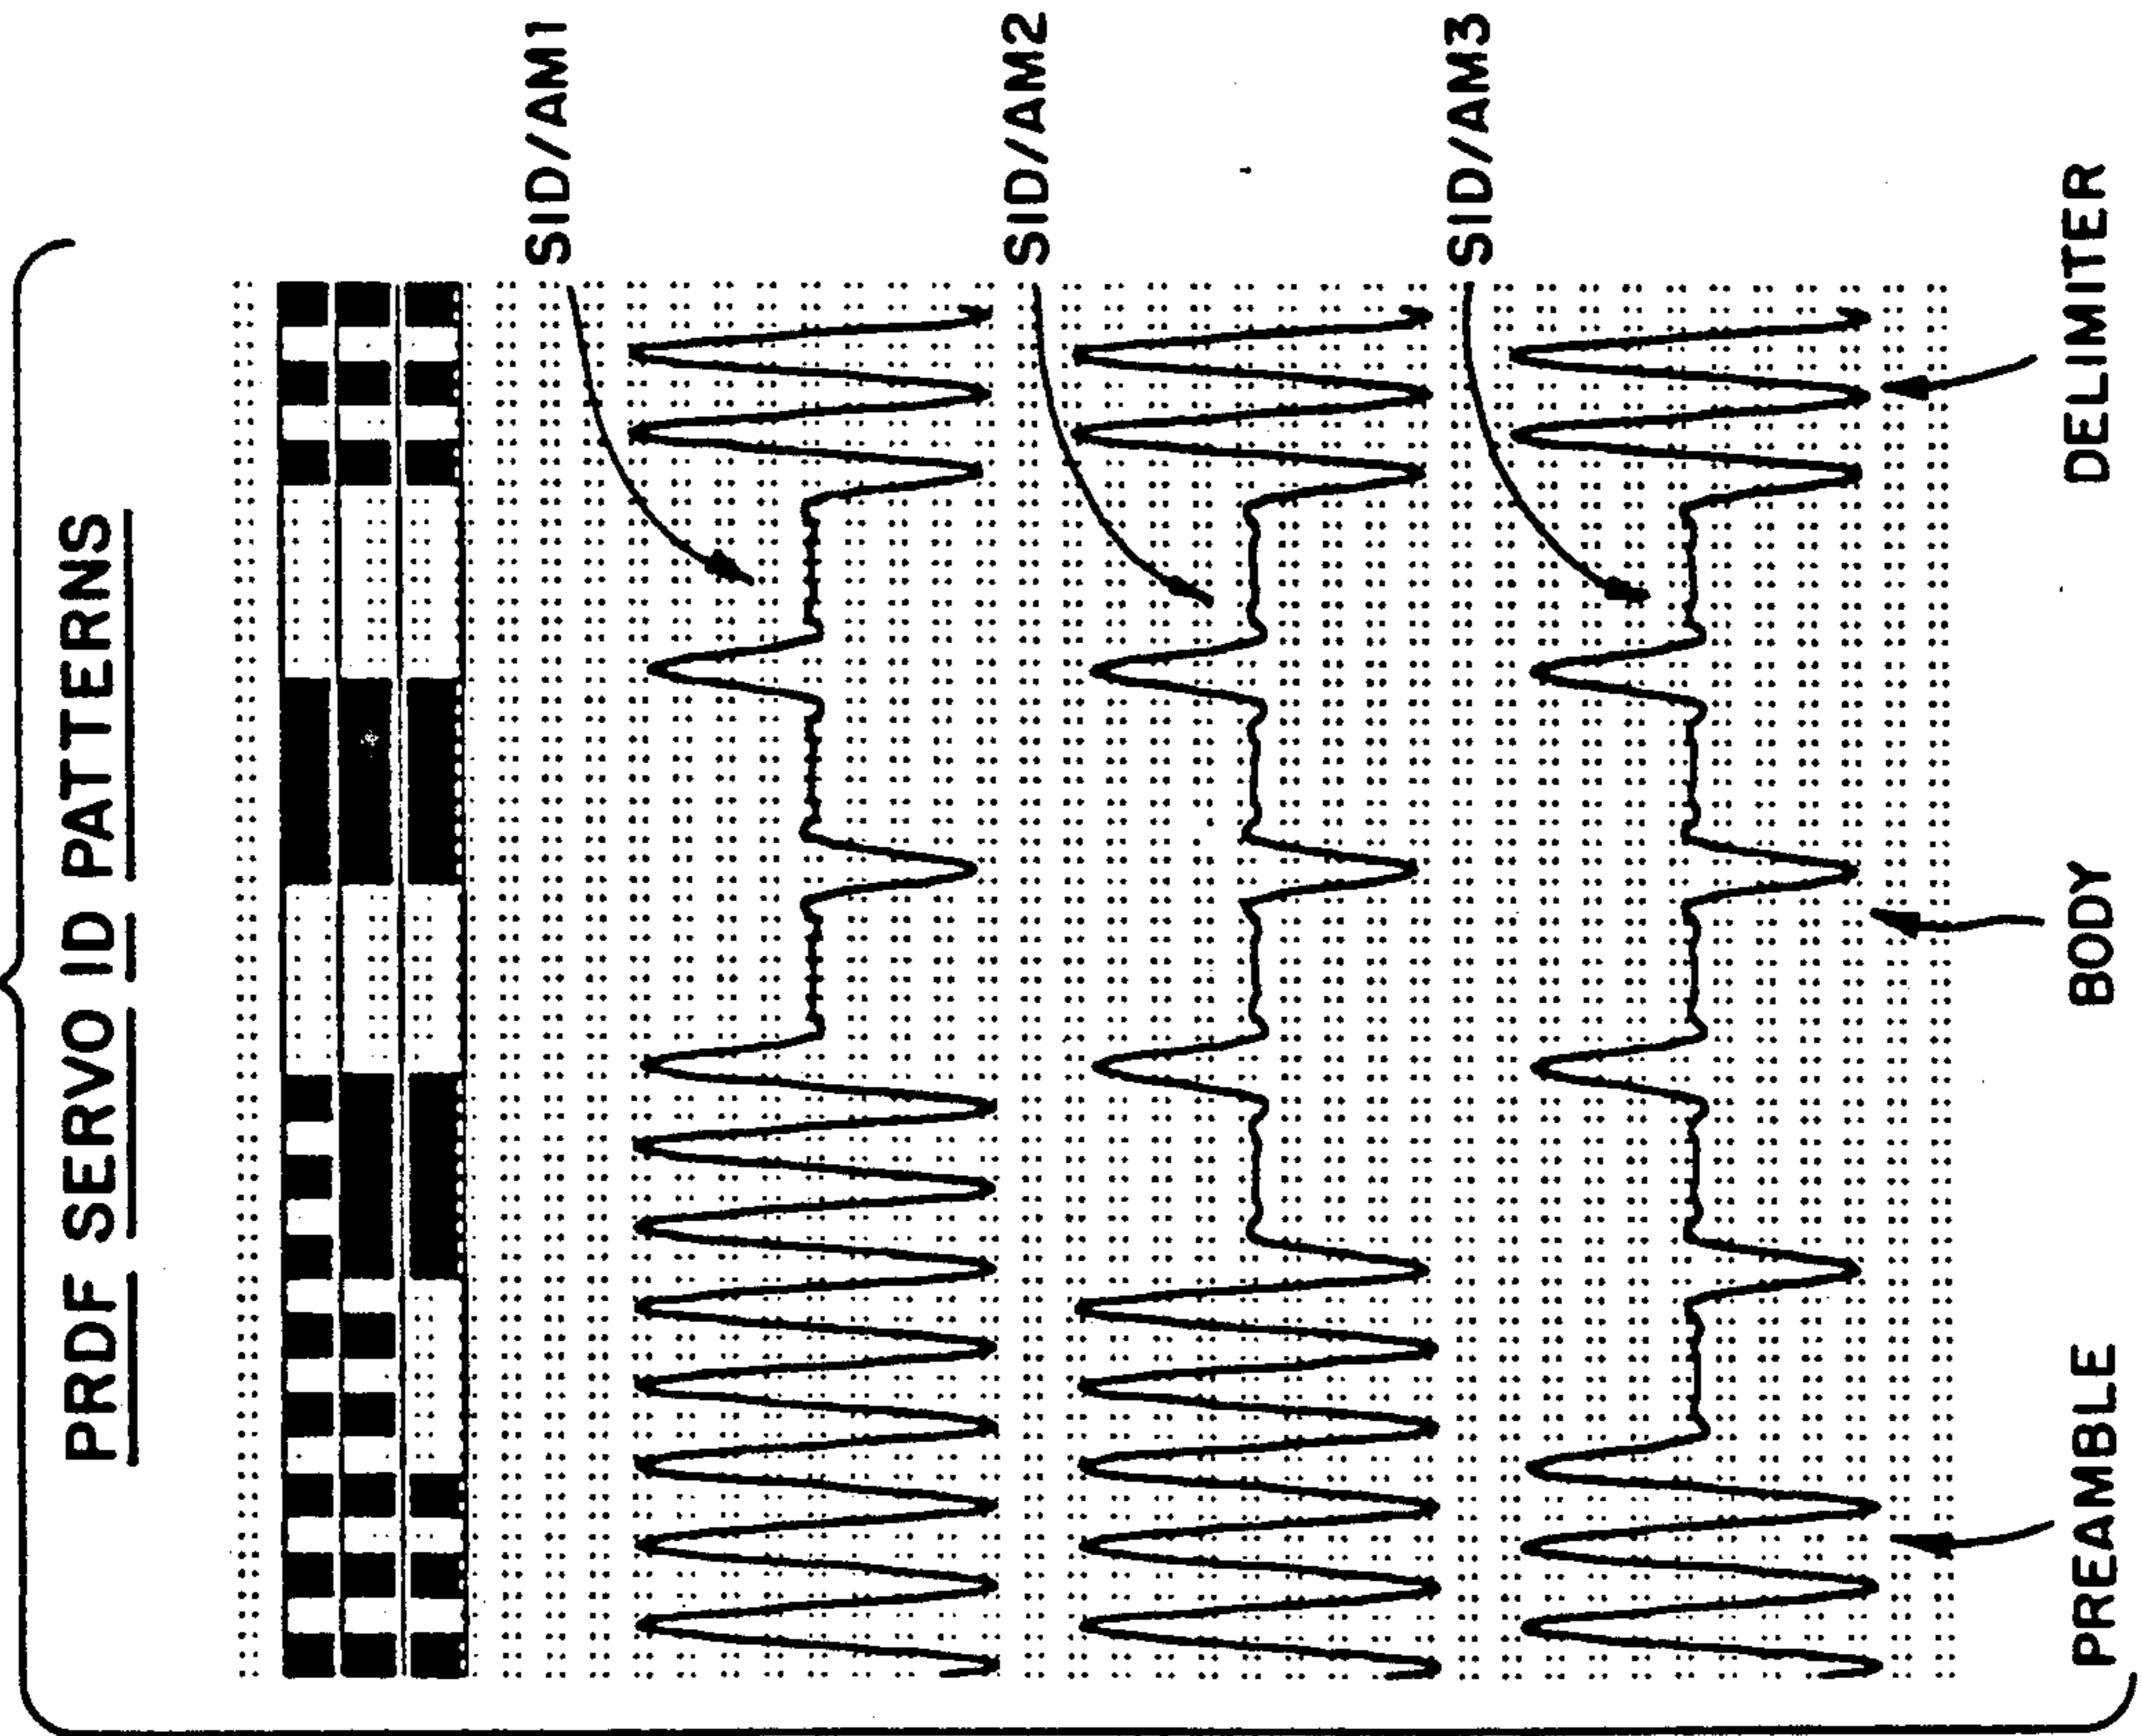 PRDF SERVO ID PATTERNS
SID/AM1
SID/AM2
SID/AM3
PREAMBLE
BODY
DELIMITER